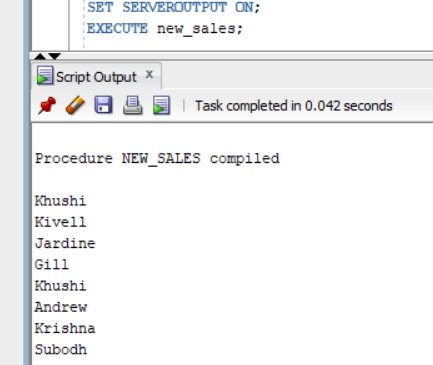 SET SERVEROUTPUT ON;
EXECUTE new_sales;
Script Output x
Task completed in 0.042 seconds
Procedure NEW_SALES compiled
Khushi
Kivell
Jardine
Gill
Khushi
Andrew
Krishna
Subodh